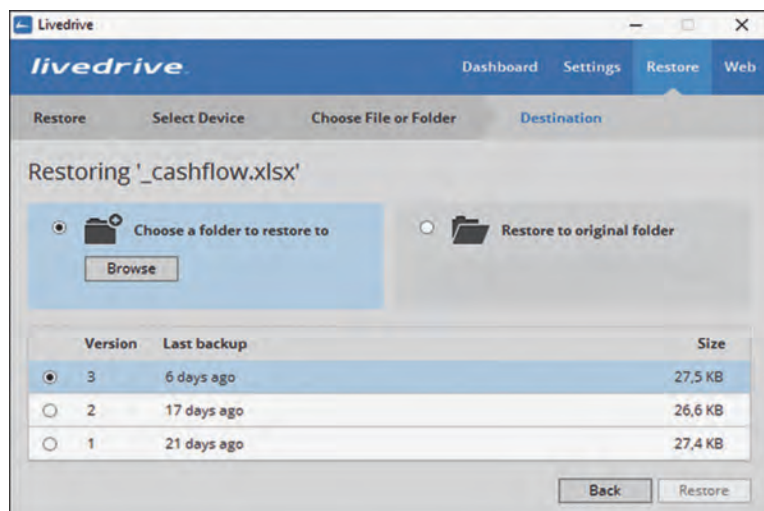 Livedrive
livedrive
Dashboard Settings Restore Web
Restore Select Device Choose File or Folder Destination
Restoring '_cashflow.xlsx'
Choose a folder to restore to
Browse
Restore to original folder
Version Last backup Size
3 6 days ago 27,5 KB
2 17 days ago 26,6 KB
1 21 days ago 27,4 KB
Back Restore